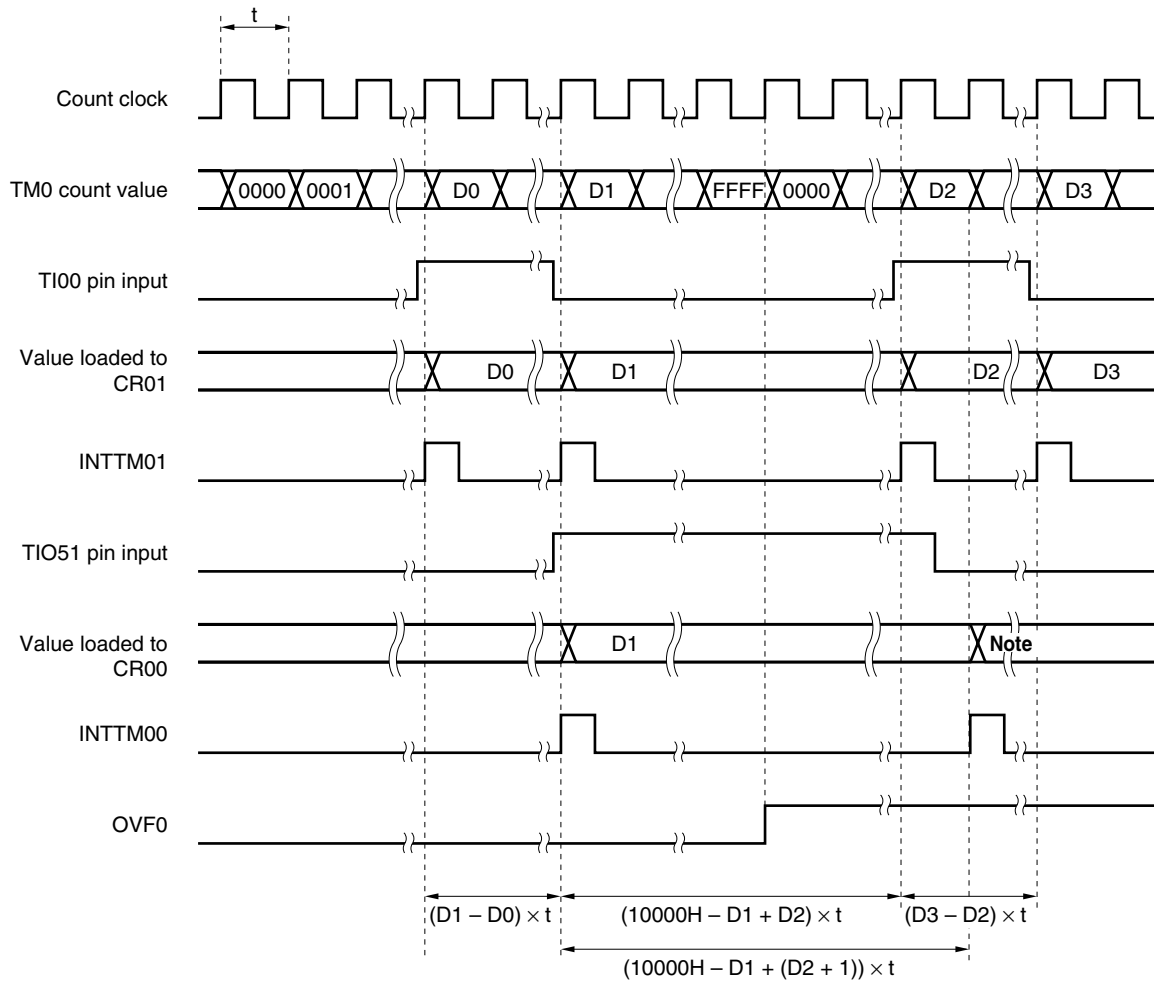 t
Count clock
TM0 count value
0000 0001 D0 D1 FFFF 0000 D2 D3
TI00 pin input
Value loaded to
CR01
D0 D1 D2 D3
INTTM01
TIO51 pin input
Value loaded to
CR00
D1 Note
INTTM00
OVF0
(D1 – D0) × t (10000H – D1 + D2) × t (D3 – D2) × t
(10000H – D1 + (D2 + 1)) × t